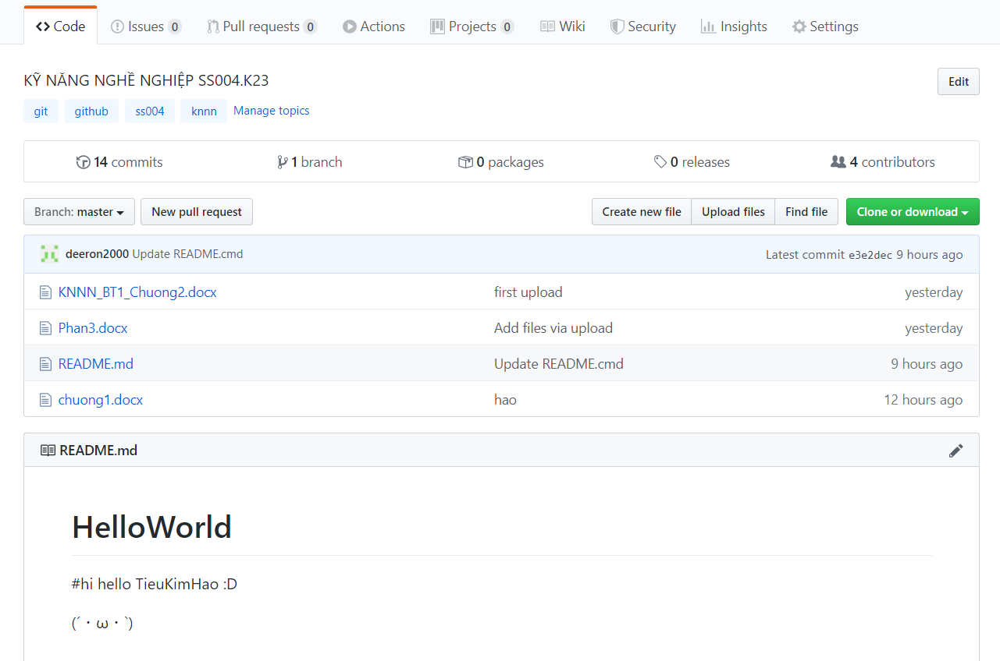 Code Issues 0 Pull requests 0 Actions Projects 0 Wiki Security Insights Settings
KỸ NĂNG NGHỀ NGHIỆP SS004.K23
Edit
git github ss004 knnn Manage topics
14 commits 1 branch 0 packages 0 releases 4 contributors
Branch: master New pull request Create new file Upload files Find file Clone or download
deeron2000 Update README.cmd Latest commit e3e2dec 9 hours ago
KNNN_BT1_Chuong2.docx first upload yesterday
Phan3.docx Add files via upload yesterday
README.md Update README.cmd 9 hours ago
chuong1.docx hao 12 hours ago
README.md
HelloWorld
#hi hello TieuKimHao :D
(´・ω・`)